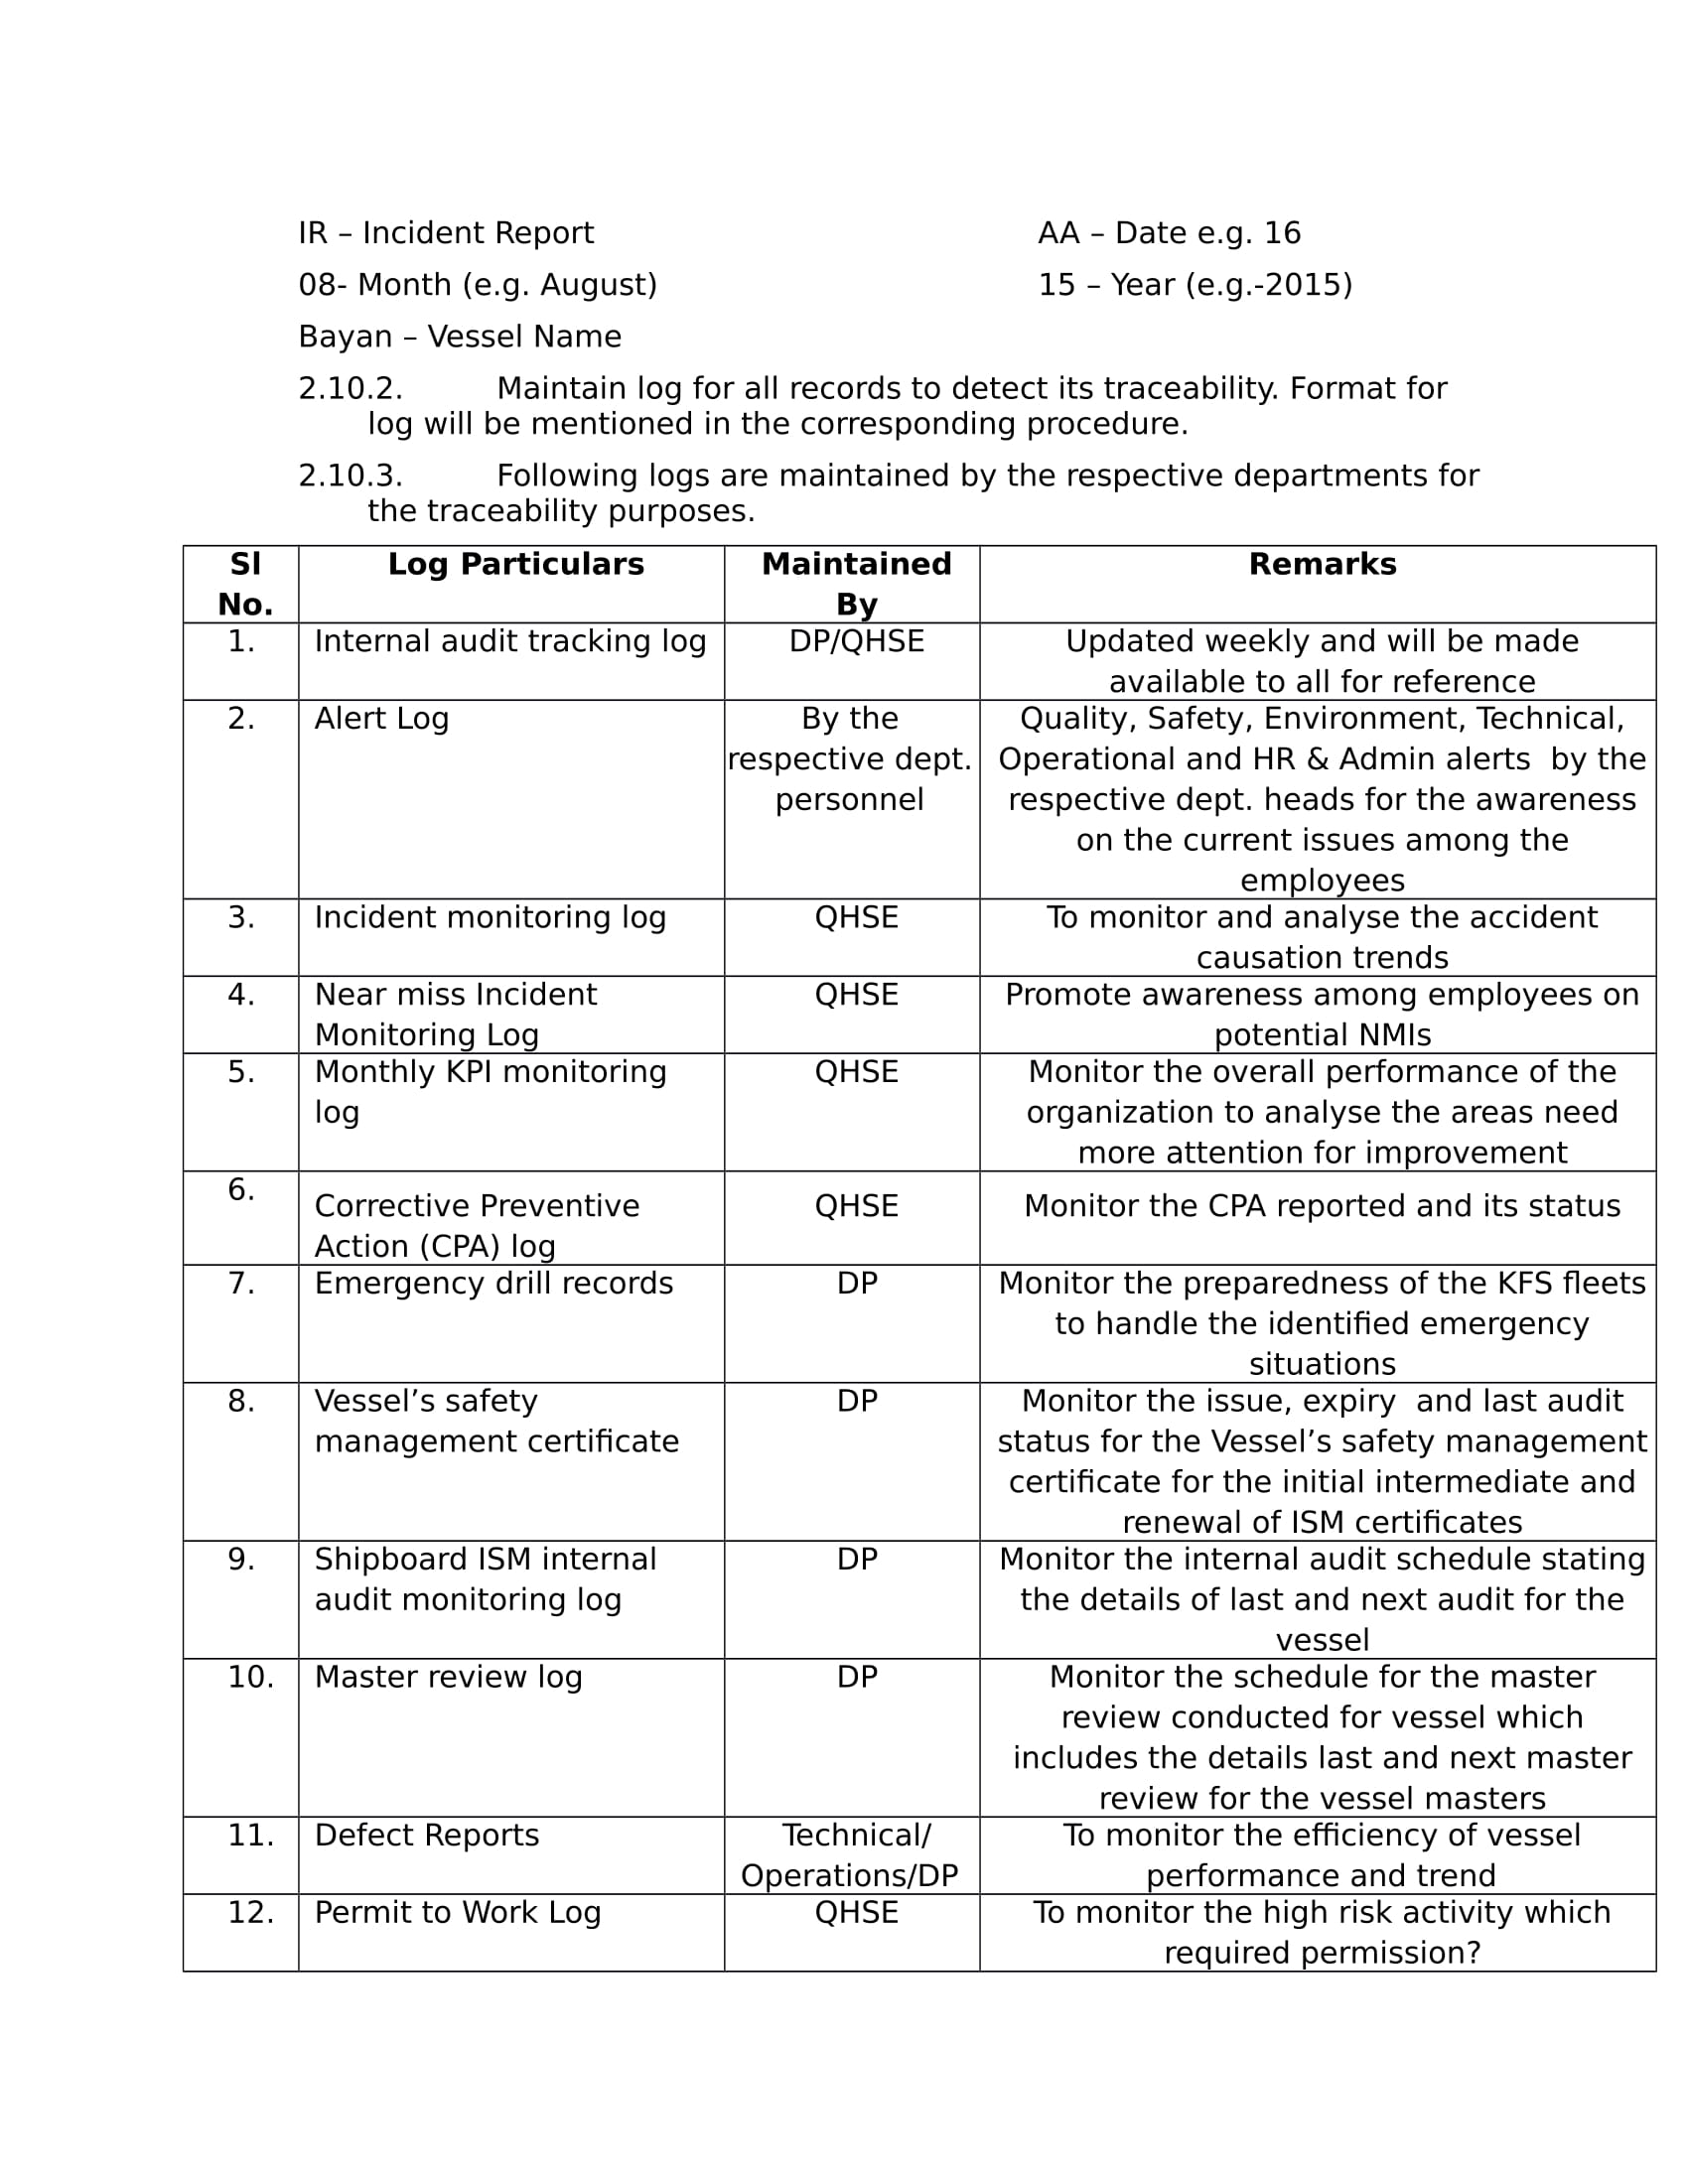 IR – Incident Report AA – Date e.g. 16
08- Month (e.g. August) 15 – Year (e.g.-2015)
Bayan – Vessel Name
2.10.2. Maintain log for all records to detect its traceability. Format for
log will be mentioned in the corresponding procedure.
2.10.3. Following logs are maintained by the respective departments for
the traceability purposes.
Sl No. Log Particulars Maintained By Remarks
1. Internal audit tracking log DP/QHSE Updated weekly and will be made
available to all for reference
2. Alert Log By the respective dept. personnel Quality, Safety, Environment, Technical,
Operational and HR & Admin alerts  by the
respective dept. heads for the awareness
on the current issues among the
employees
3. Incident monitoring log QHSE To monitor and analyse the accident
causation trends
4. Near miss Incident Monitoring Log QHSE Promote awareness among employees on
potential NMIs
5. Monthly KPI monitoring log QHSE Monitor the overall performance of the
organization to analyse the areas need
more attention for improvement
6. Corrective Preventive Action (CPA) log QHSE Monitor the CPA reported and its status
7. Emergency drill records DP Monitor the preparedness of the KFS fleets
to handle the identified emergency
situations
8. Vessel’s safety management certificate DP Monitor the issue, expiry  and last audit
status for the Vessel’s safety management
certificate for the initial intermediate and
renewal of ISM certificates
9. Shipboard ISM internal audit monitoring log DP Monitor the internal audit schedule stating
the details of last and next audit for the
vessel
10. Master review log DP Monitor the schedule for the master
review conducted for vessel which
includes the details last and next master
review for the vessel masters
11. Defect Reports Technical/ Operations/DP To monitor the efficiency of vessel
performance and trend
12. Permit to Work Log QHSE To monitor the high risk activity which
required permission?